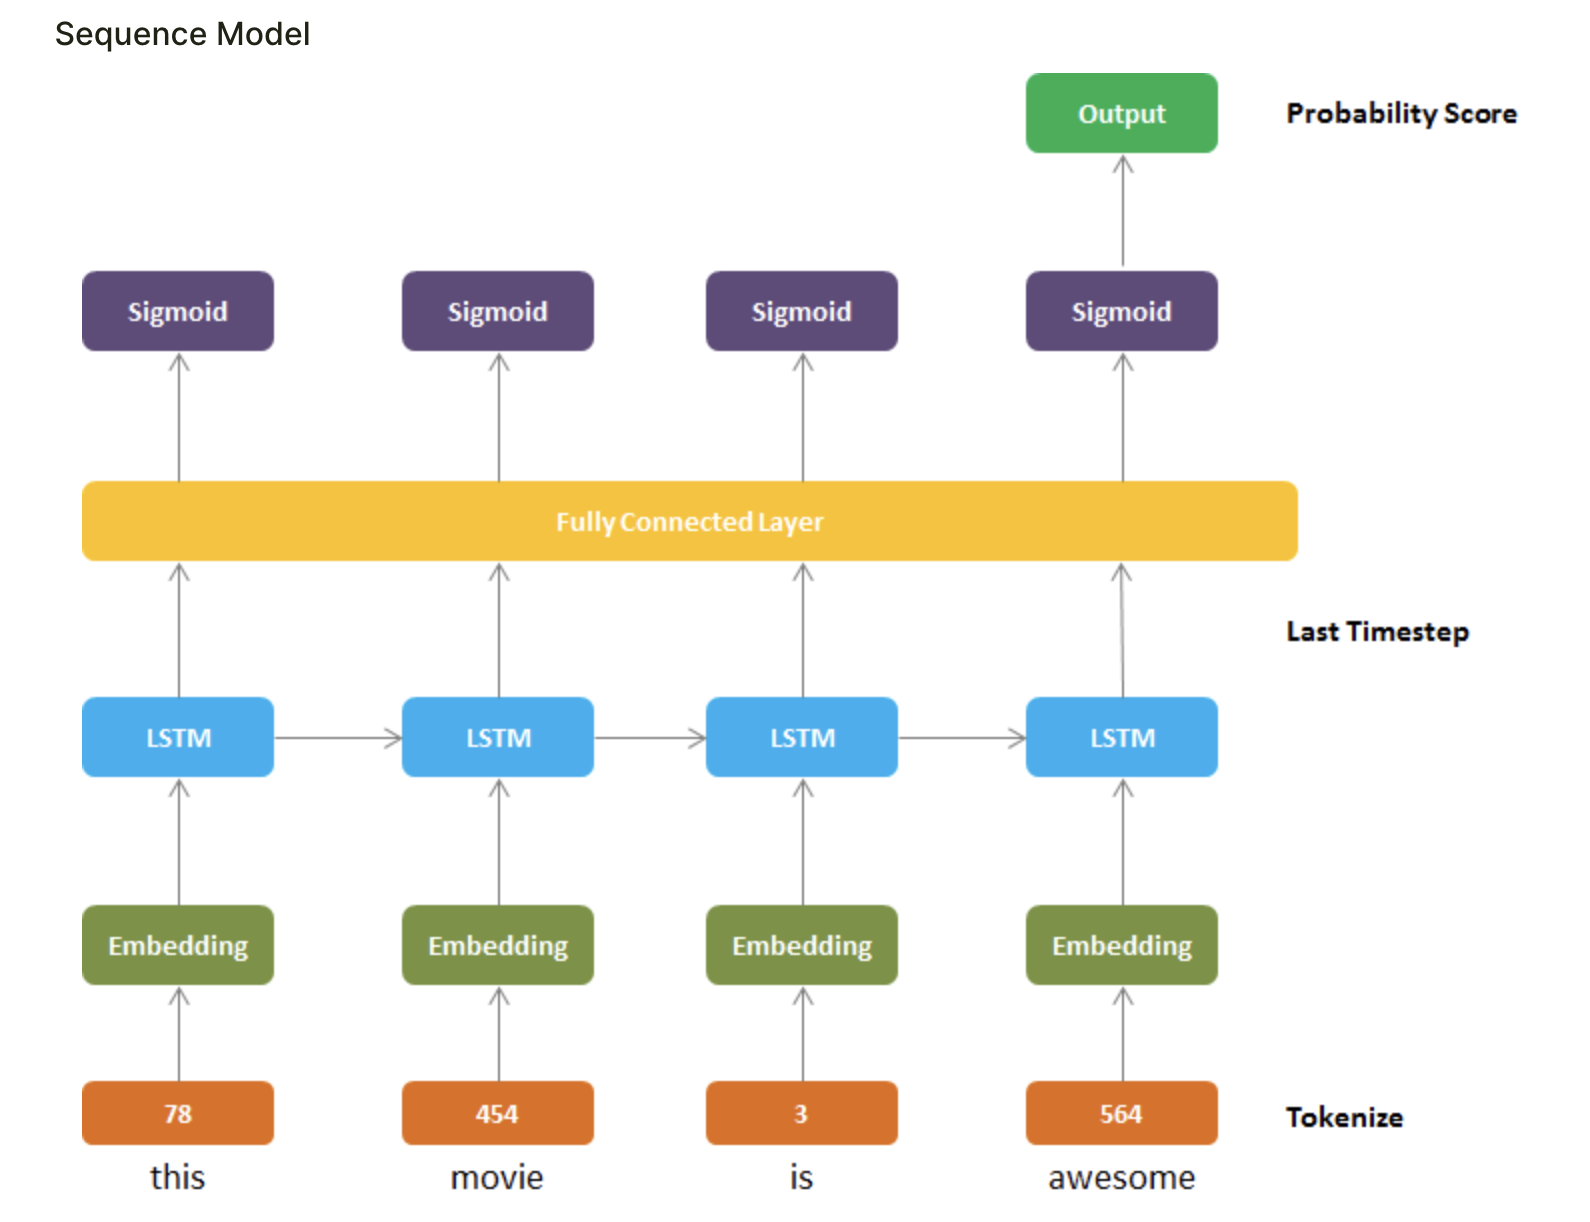 Sequence Model
Output
Probability Score
Sigmoid Sigmoid Sigmoid Sigmoid
Fully Connected Layer
Last Timestep
LSTM LSTM LSTM LSTM
Embedding Embedding Embedding Embedding
78 454 3 564
Tokenize
this movie is awesome